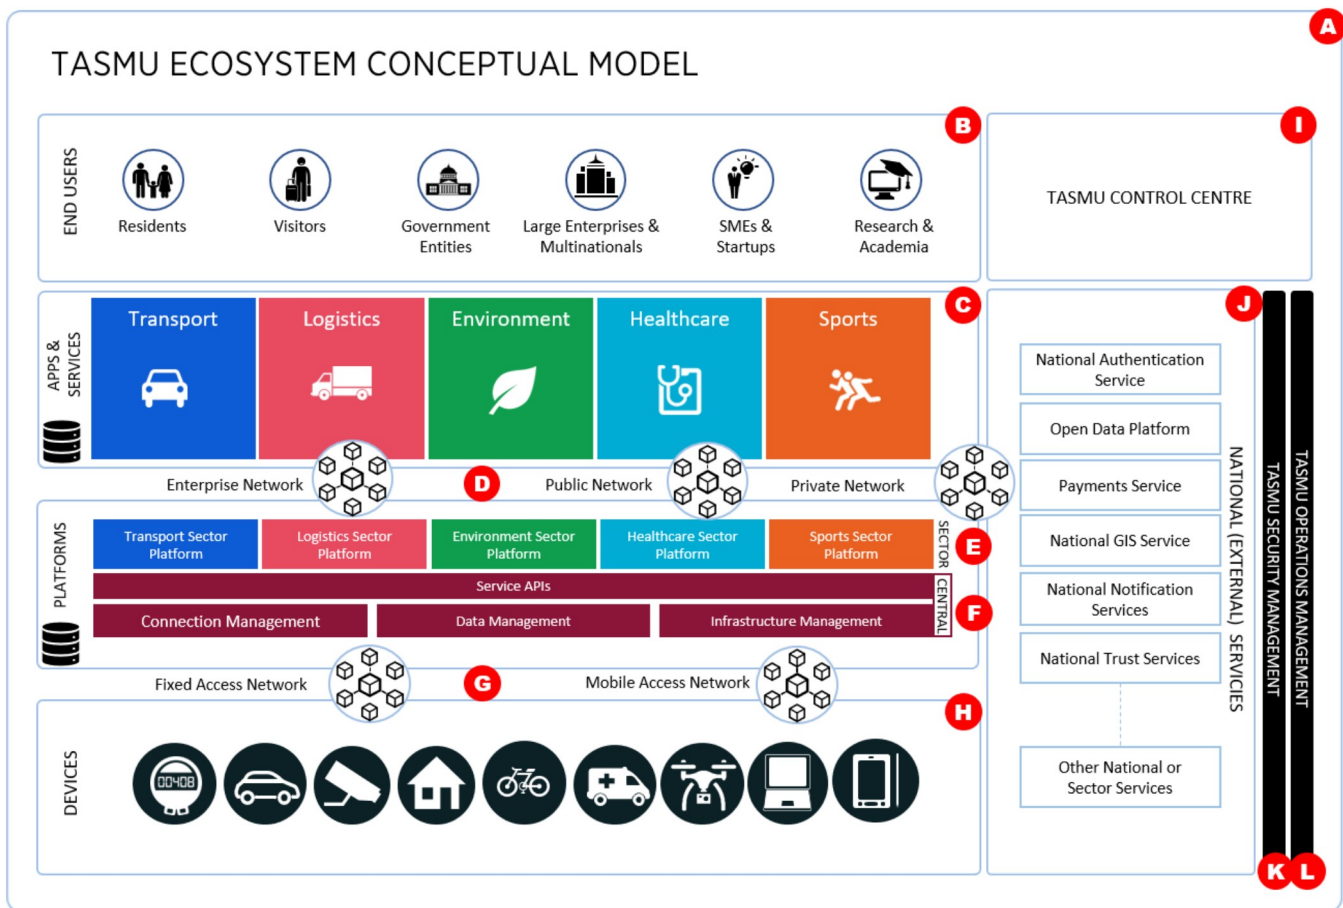 A
TASMU ECOSYSTEM CONCEPTUAL MODEL
B
END USERS
Residents
Visitors
Government
Entities
Large Enterprises &
Multinationals
SMEs &
Startups
Research &
Academia
I
TASMU CONTROL CENTRE
C
APPS &
SERVICES
Transport
Logistics
Environment
Healthcare
Sports
Enterprise Network
D
Public Network
Private Network
PLATFORMS
Transport Sector
Platform
Logistics Sector
Platform
Environment Sector
Platform
Healthcare Sector
Platform
Sports Sector
Platform
SECTOR
E
Service APIs
Connection Management
Data Management
Infrastructure Management
CENTRAL
F
Fixed Access Network
G
Mobile Access Network
H
DEVICES
00408
J
National Authentication
Service
Open Data Platform
Payments Service
National GIS Service
National Notification
Services
National Trust Services
Other National or
Sector Services
NATIONAL (EXTERNAL) SERVICIES
TASMU SECURITY MANAGEMENT
TASMU OPERATIONS MANAGEMENT
K
L